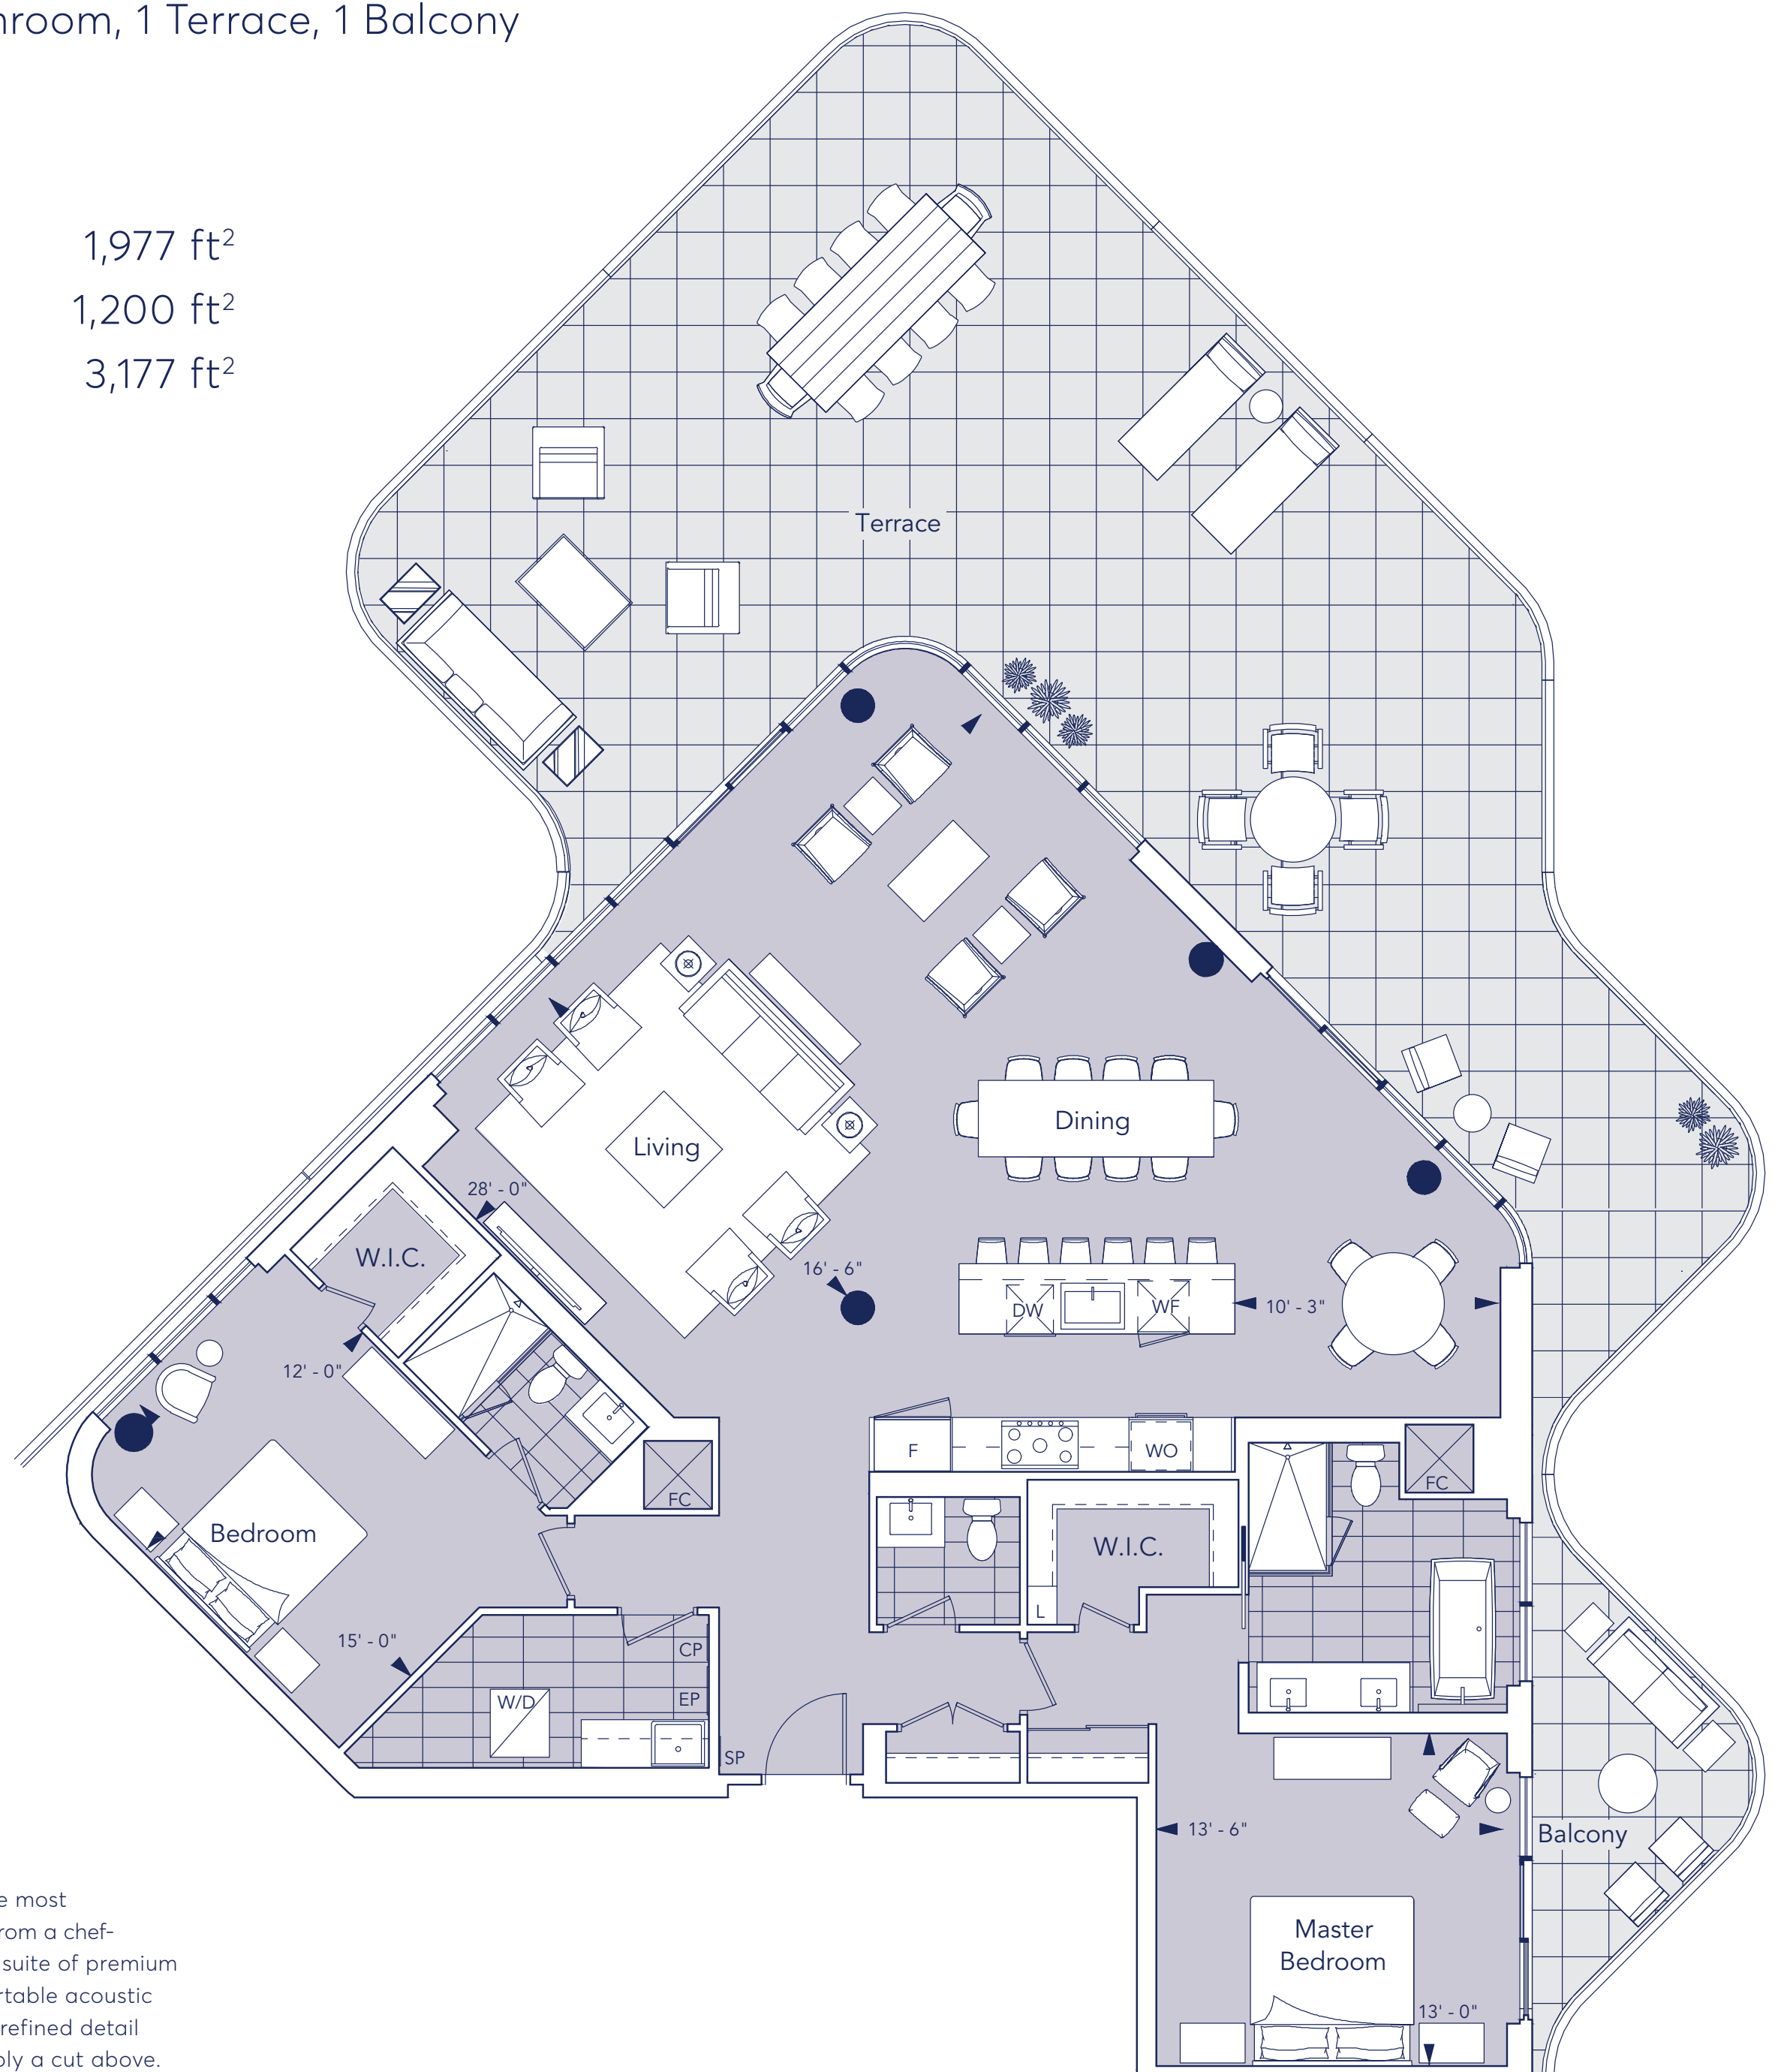 hroom, 1 Terrace, 1 Balcony
1,977 ft²
1,200 ft²
3,177 ft²
Terrace
Dining
Living
28' - 0"
W.I.C.
16' - 6"
DW
WF
10' - 3"
12' - 0"
F
WO
FC
FC
Bedroom
W.I.C.
L
15' - 0"
CP
EP
W/D
SP
13' - 6"
Balcony
Master
Bedroom
13' - 0"
e most
rom a chef-
suite of premium
rtable acoustic
refined detail
ply a cut above.